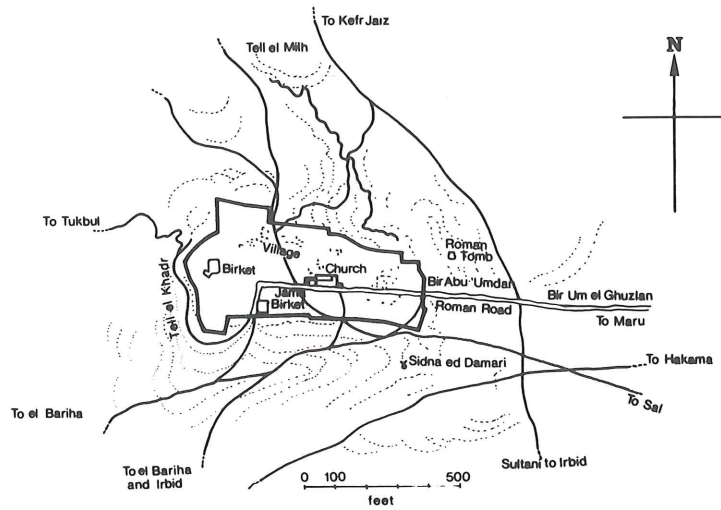 To Kefr Jaiz
Tell el Milh
N
To Tukbul
Village
Roman
Tomb
Birket
Church
Bir Abu 'Umdan
Jami
Birket
Bir Um el Ghuzlan
Roman Road
To Maru
Tell el Khadr
Sidna ed Damari
To Hakama
To Sal
To el Bariha
To el Bariha
and Irbid
Sultani to Irbid
0 100 500
feet